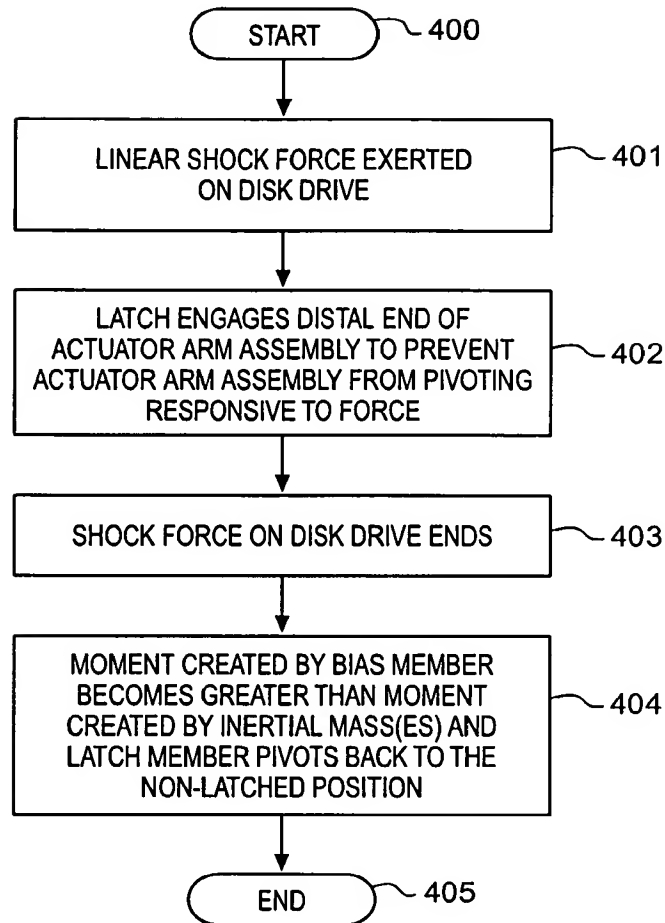 START
400
LINEAR SHOCK FORCE EXERTED
ON DISK DRIVE
401
LATCH ENGAGES DISTAL END OF
ACTUATOR ARM ASSEMBLY TO PREVENT
ACTUATOR ARM ASSEMBLY FROM PIVOTING
RESPONSIVE TO FORCE
402
SHOCK FORCE ON DISK DRIVE ENDS
403
MOMENT CREATED BY BIAS MEMBER
BECOMES GREATER THAN MOMENT
CREATED BY INERTIAL MASS(ES) AND
LATCH MEMBER PIVOTS BACK TO THE
NON-LATCHED POSITION
404
END
405